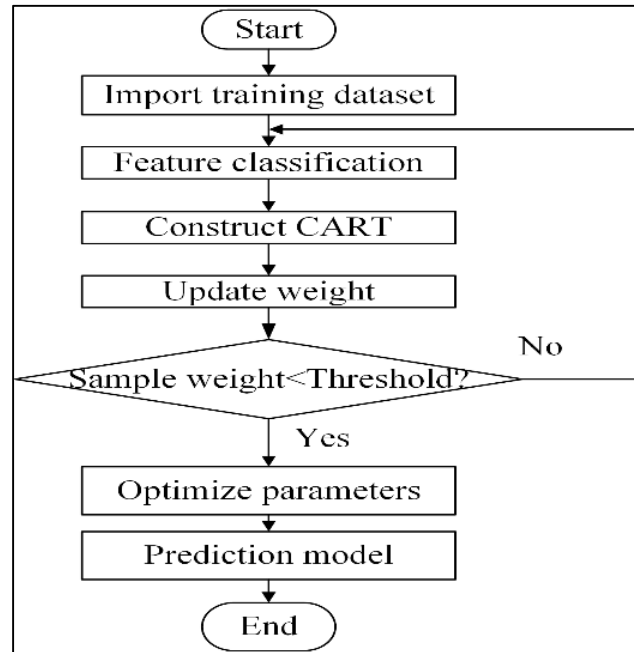 Start
Import training dataset
Feature classification
Construct CART
Update weight
Sample weight<Threshold?
No
Yes
Optimize parameters
Prediction model
End